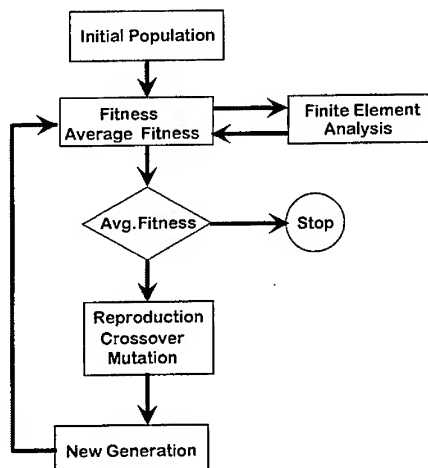 Initial Population
Fitness
Average Fitness
Finite Element
Analysis
Avg.Fitness
Stop
Reproduction
Crossover
Mutation
New Generation